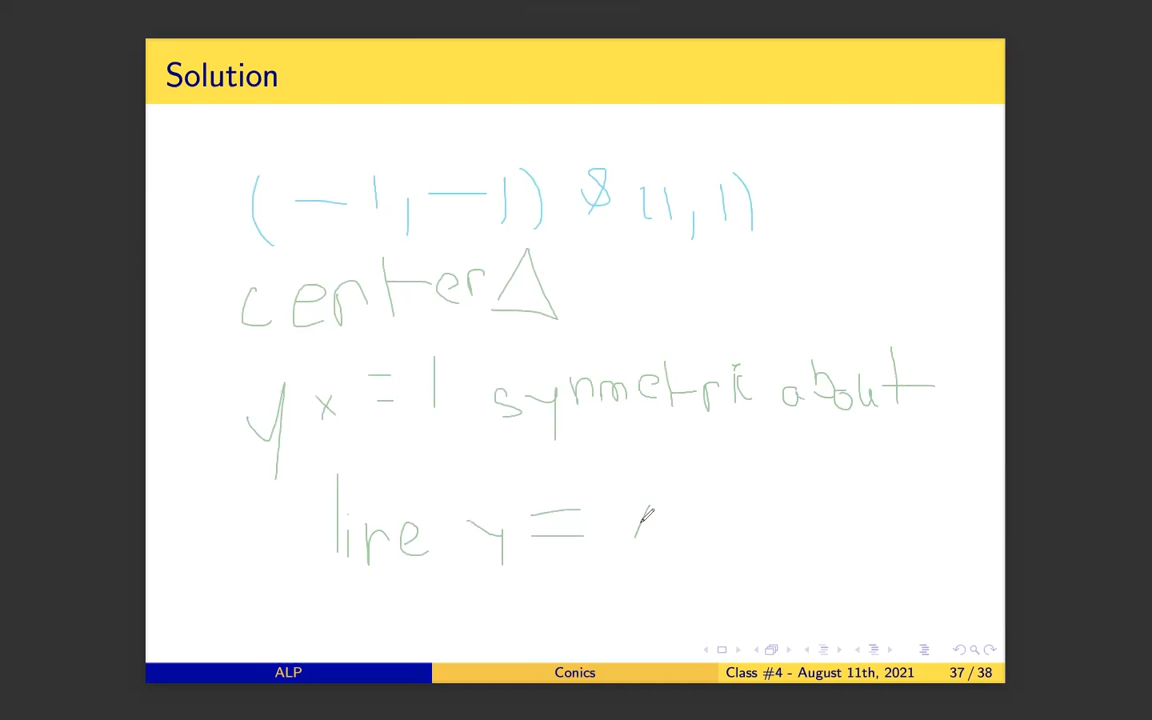 Solution
(-1, -1) & (1, 1)
center Δ
yx = 1 symmetric about
line y =
ALP Conics Class #4 - August 11th, 2021 37 / 38